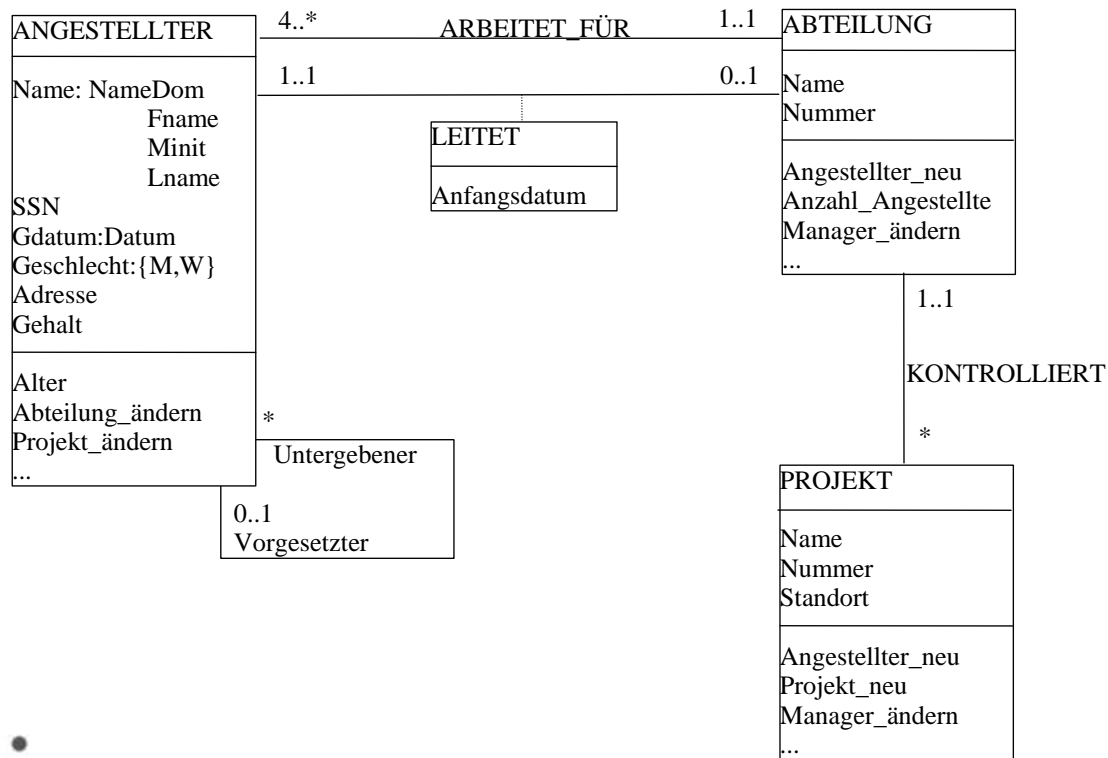 ANGESTELLTER
Name: NameDom
Fname
Minit
Lname
SSN
Gdatum:Datum
Geschlecht:{M,W}
Adresse
Gehalt
Alter
Abteilung_ändern
Projekt_ändern
...
4..*
ARBEITET_FÜR
1..1
1..1
0..1
LEITET
Anfangsdatum
ABTEILUNG
Name
Nummer
Angestellter_neu
Anzahl_Angestellte
Manager_ändern
...
*
Untergebener
0..1
Vorgesetzter
1..1
KONTROLLIERT
*
PROJEKT
Name
Nummer
Standort
Angestellter_neu
Projekt_neu
Manager_ändern
...